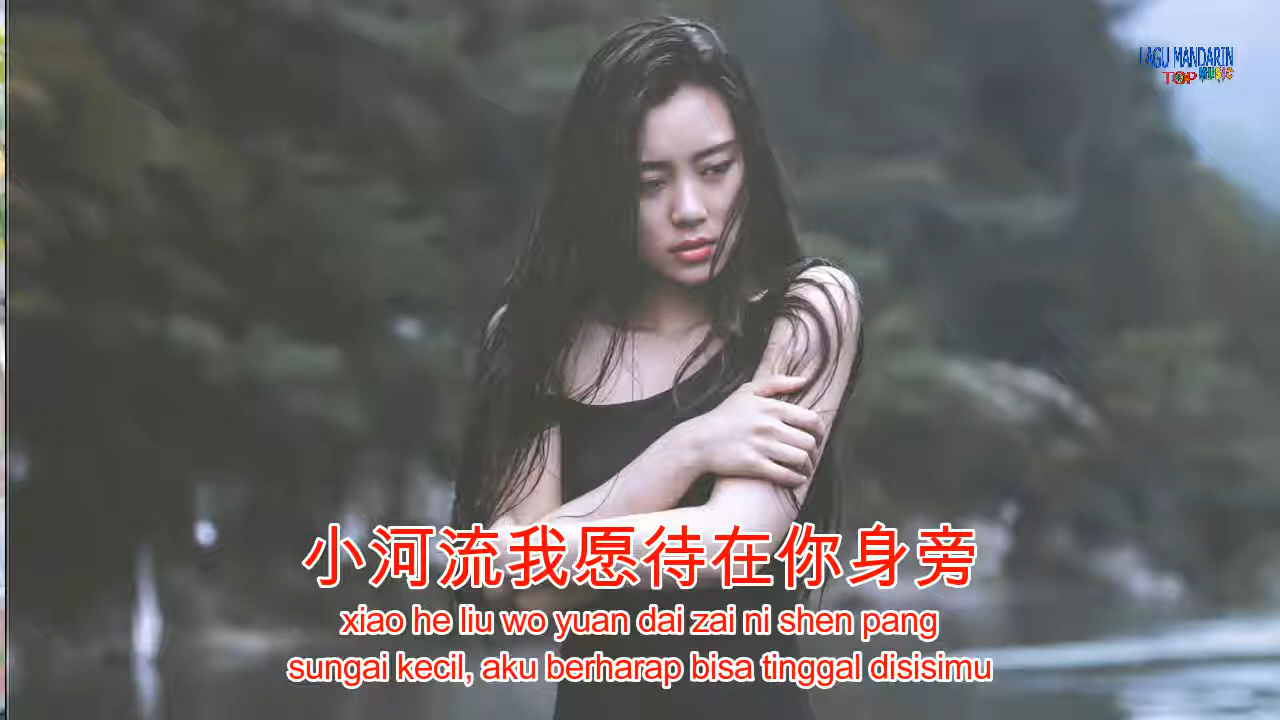 LAGU MANDARIN
TOP MUSIC
小河流我愿待在你身旁
xiao he liu wo yuan dai zai ni shen pang
sungai kecil, aku berharap bisa tinggal disisimu